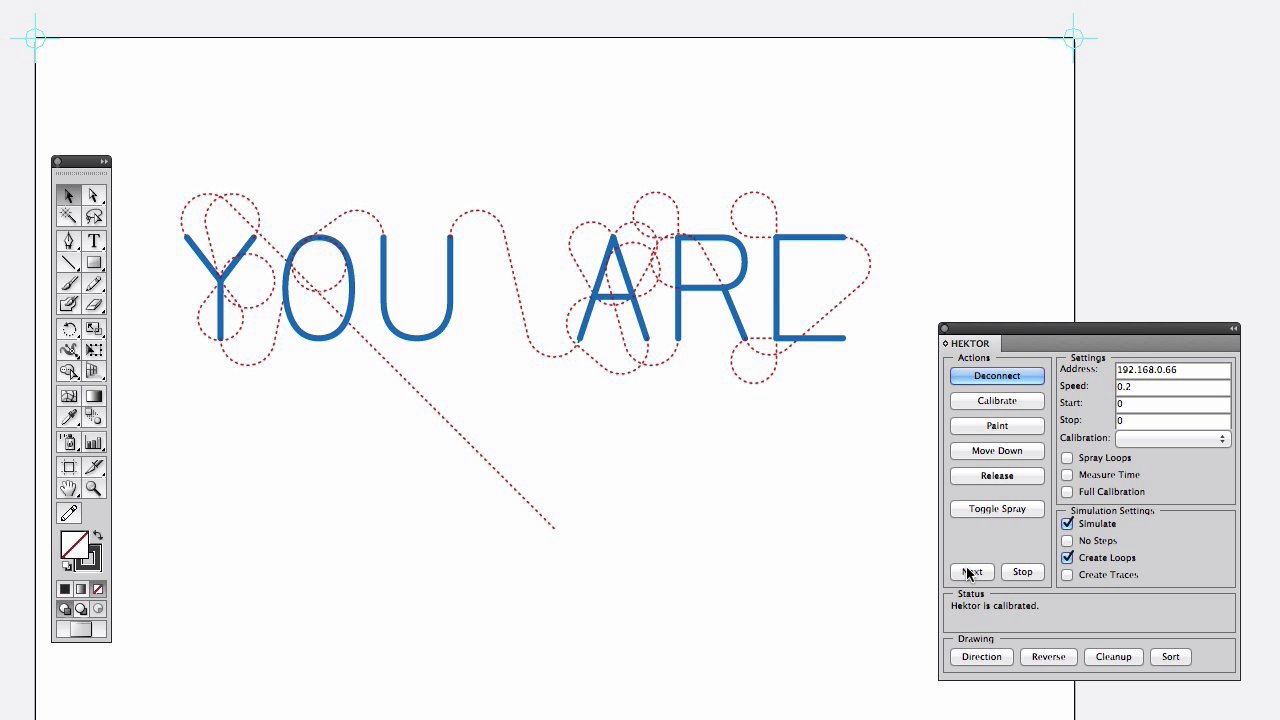 YOU ARE
HEKTOR
Actions
Deconnect
Calibrate
Paint
Move Down
Release
Toggle Spray
Next
Stop
Settings
Address: 192.168.0.66
Speed: 0.2
Start: 0
Stop: 0
Calibration:
Spray Loops
Measure Time
Full Calibration
Simulation Settings
Simulate
No Steps
Create Loops
Create Traces
Status
Hektor is calibrated.
Drawing
Direction Reverse Cleanup Sort